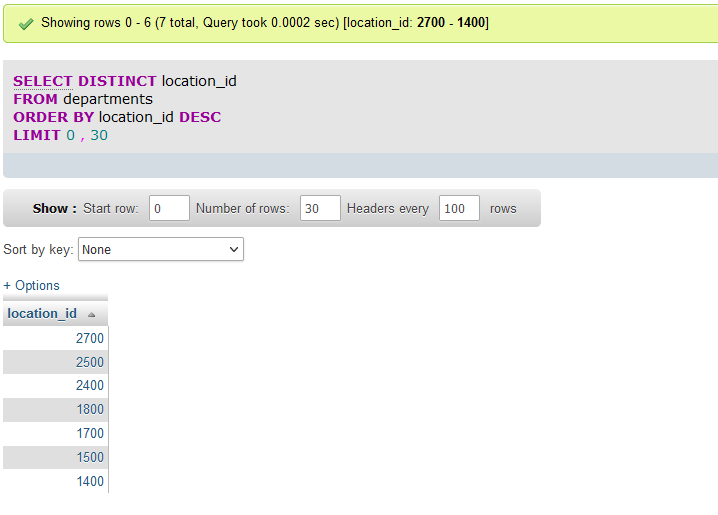 Showing rows 0 - 6 (7 total, Query took 0.0002 sec) [location_id: 2700 - 1400]
SELECT DISTINCT location_id
FROM departments
ORDER BY location_id DESC
LIMIT 0 , 30
Show : Start row: 0 Number of rows: 30 Headers every 100 rows
Sort by key: None
+ Options
location_id
2700
2500
2400
1800
1700
1500
1400